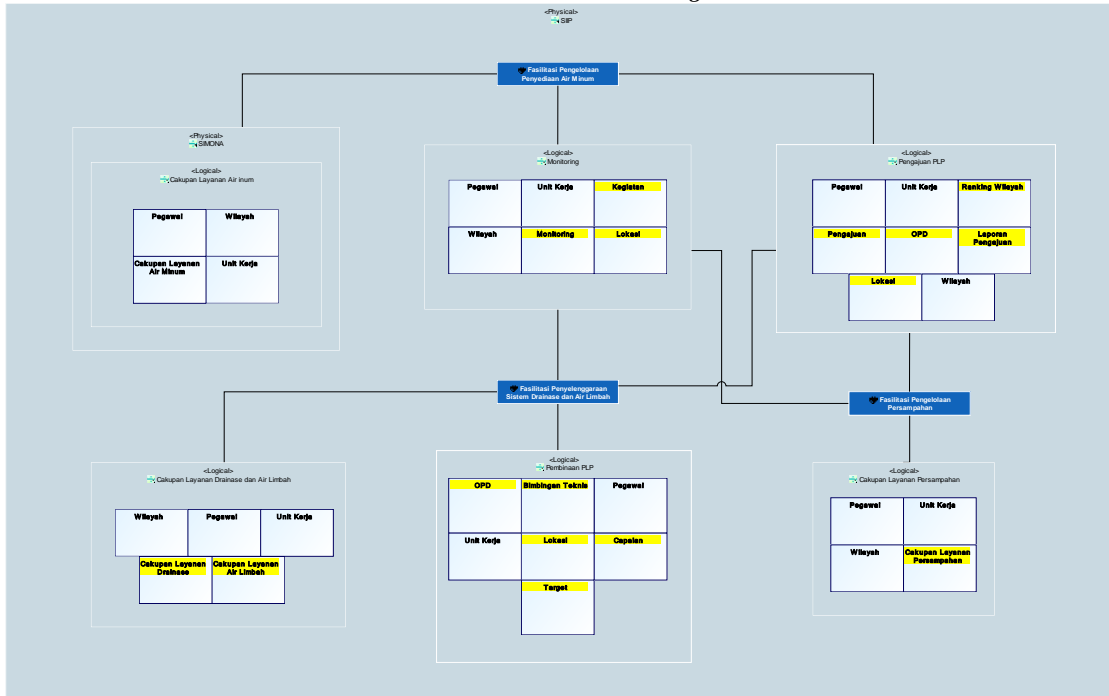 <Physical>
SIIP
Fasilitasi Pengelolaan
Penyediaan Air Minum
<Physical>
SIMONA
<Logical>
Cakupan Layanan Air inum
Pegawai
Wilayah
Cakupan Layanan
Air Minum
Unit Kerja
<Logical>
Monitoring
Pegawai
Unit Kerja
Kegiatan
Wilayah
Monitoring
Lokasi
<Logical>
Pengajuan PLP
Pegawai
Unit Kerja
Ranking Wilayah
Pengajuan
OPD
Laporan
Pengajuan
Lokasi
Wilayah
Fasilitasi Penyelenggaraan
Sistem Drainase dan Air Limbah
Fasilitasi Pengelolaan
Persampahan
<Logical>
Cakupan Layanan Drainase dan Air Limbah
Wilayah
Pegawai
Unit Kerja
Cakupan Layanan
Drainase
Cakupan Layanan
Air Limbah
<Logical>
Pembinaan PLP
OPD
Bimbingan Teknis
Pegawai
Unit Kerja
Lokasi
Capaian
Target
<Logical>
Cakupan Layanan Persampahan
Pegawai
Unit Kerja
Wilayah
Cakupan Layanan
Persampahan